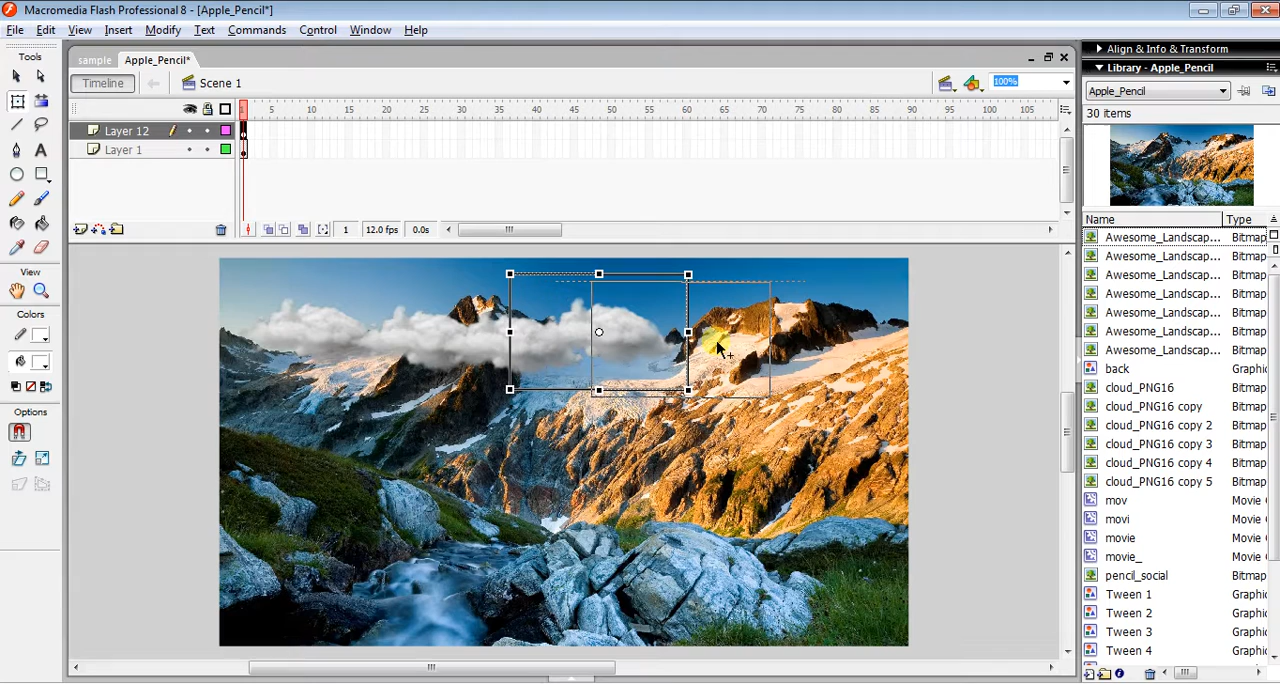 Macromedia Flash Professional 8 - [Apple_Pencil*]
File Edit View Insert Modify Text Commands Control Window Help
Tools
sample Apple_Pencil*
Timeline Scene 1 100%
1 5 10 15 20 25 30 35 40 45 50 55 60 65 70 75 80 85 90 95 100 105
Layer 12
Layer 1
1 12.0 fps 0.0s
View
Colors
Options
Align & Info & Transform
Library - Apple_Pencil
Apple_Pencil
30 items
Name Type
Awesome_Landscap... Bitmap
Awesome_Landscap... Bitmap
Awesome_Landscap... Bitmap
Awesome_Landscap... Bitmap
Awesome_Landscap... Bitmap
Awesome_Landscap... Bitmap
Awesome_Landscap... Bitmap
back Graphic
cloud_PNG16 Bitmap
cloud_PNG16 copy Bitmap
cloud_PNG16 copy 2 Bitmap
cloud_PNG16 copy 3 Bitmap
cloud_PNG16 copy 4 Bitmap
cloud_PNG16 copy 5 Bitmap
mov Movie
movi Movie
movie Movie
movie_ Movie
pencil_social Bitmap
Tween 1 Graphic
Tween 2 Graphic
Tween 3 Graphic
Tween 4 Graphic